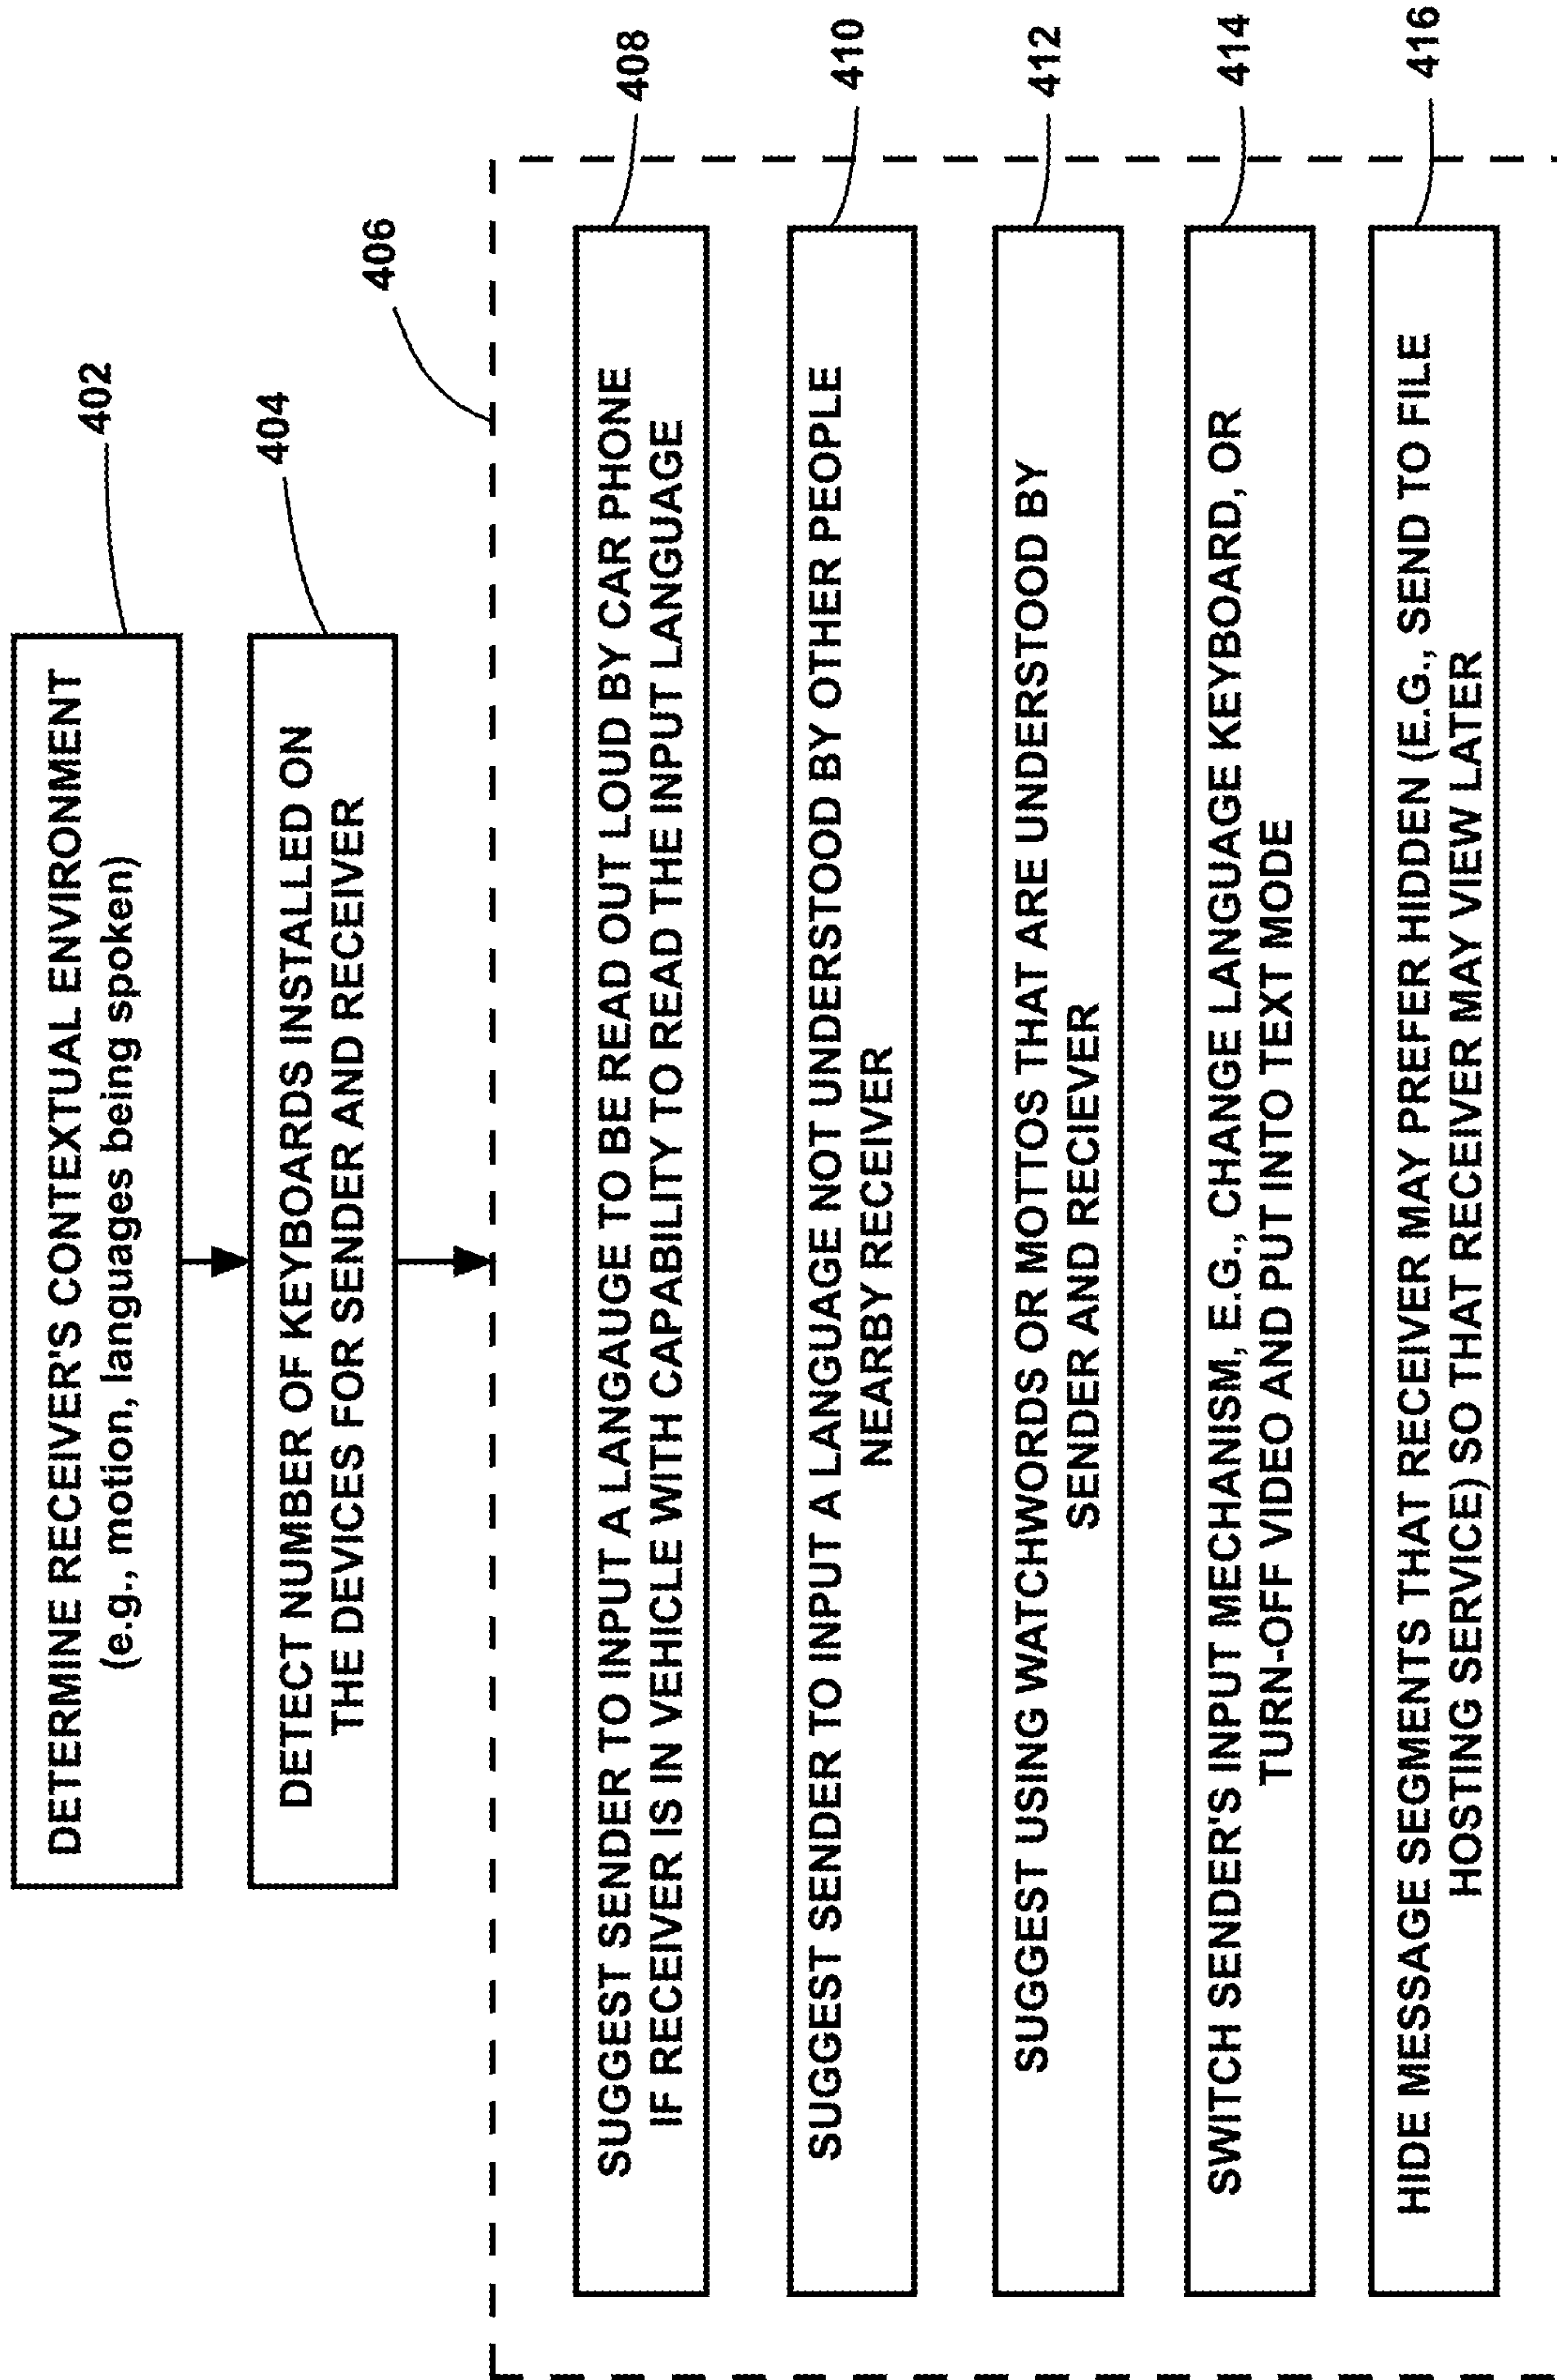 DETERMINE RECEIVER'S CONTEXTUAL ENVIRONMENT
(e.g., motion, languages being spoken)
402
DETECT NUMBER OF KEYBOARDS INSTALLED ON
THE DEVICES FOR SENDER AND RECEIVER
404
406
SUGGEST SENDER TO INPUT A LANGAUGE TO BE READ OUT LOUD BY CAR PHONE
IF RECEIVER IS IN VEHICLE WITH CAPABILITY TO READ THE INPUT LANGUAGE
408
SUGGEST SENDER TO INPUT A LANGUAGE NOT UNDERSTOOD BY OTHER PEOPLE
NEARBY RECEIVER
410
SUGGEST USING WATCHWORDS OR MOTTOS THAT ARE UNDERSTOOD BY
SENDER AND RECIEVER
412
SWITCH SENDER'S INPUT MECHANISM, E.G., CHANGE LANGUAGE KEYBOARD, OR
TURN-OFF VIDEO AND PUT INTO TEXT MODE
414
HIDE MESSAGE SEGMENTS THAT RECEIVER MAY PREFER HIDDEN (E.G., SEND TO FILE
HOSTING SERVICE) SO THAT RECEIVER MAY VIEW LATER
416